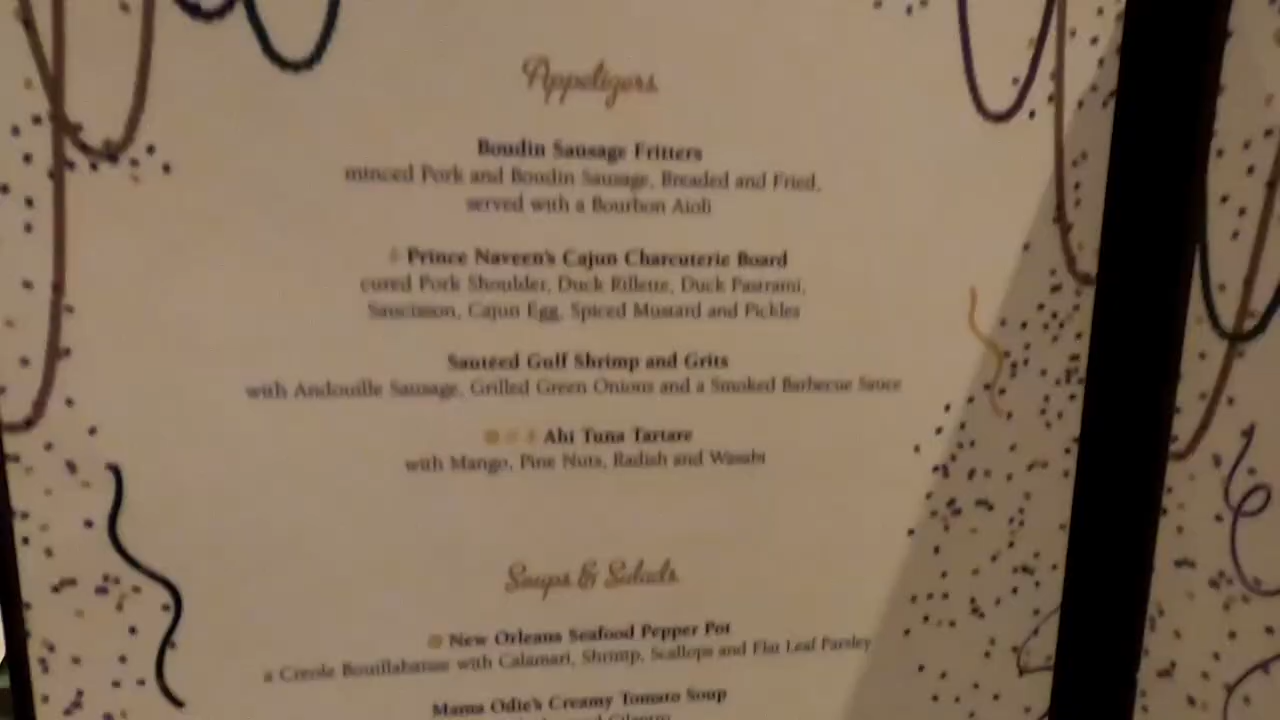 Appetizers
Boudin Sausage Fritters
minced Pork and Boudin Sausage, Breaded and Fried,
served with a Bourbon Aioli
Prince Naveen's Cajun Charcuterie Board
cured Pork Shoulder, Duck Rillette, Duck Pastrami,
Saucisson, Cajun Egg, Spiced Mustard and Pickles
Sauteed Gulf Shrimp and Grits
with Andouille Sausage, Grilled Green Onions and a Smoked Barbecue Sauce
Ahi Tuna Tartare
with Mango, Pine Nuts, Radish and Wasabi
Soups & Salads
New Orleans Seafood Pepper Pot
a Creole Bouillabaisse with Calamari, Shrimp, Scallops and Flat Leaf Parsley
Mama Odie's Creamy Tomato Soup
and Cilantro